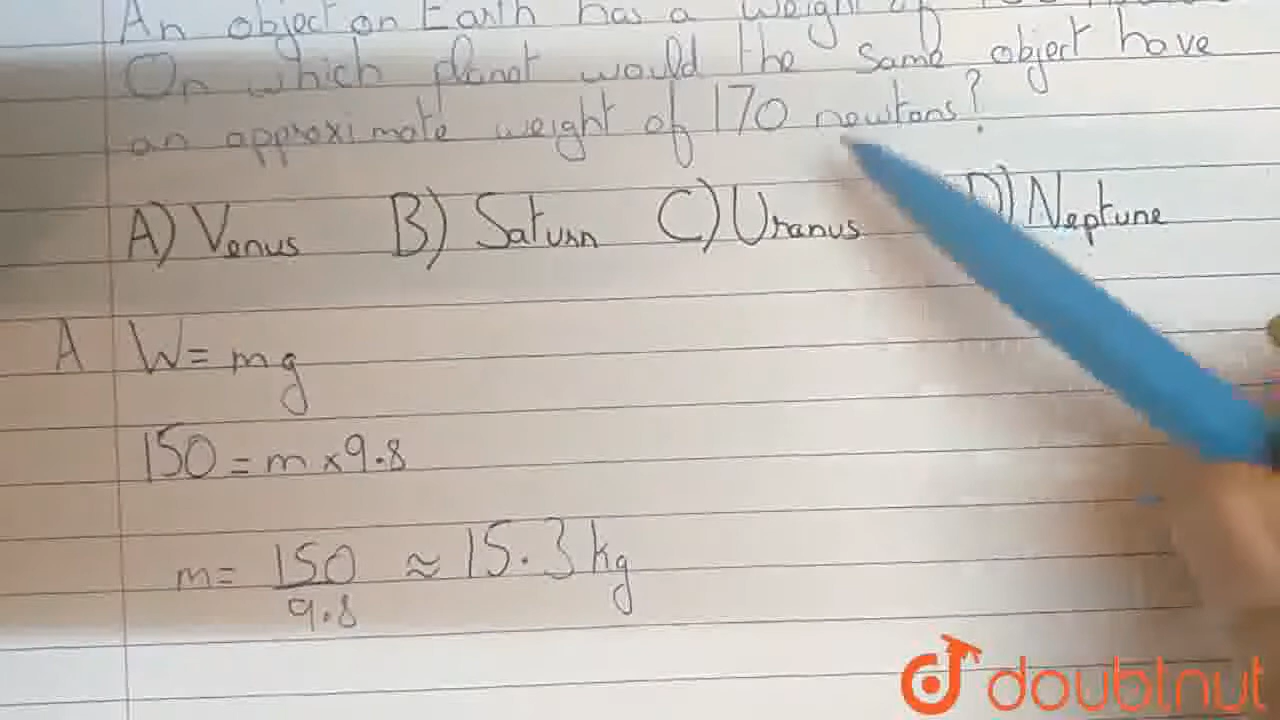 An object on Earth has a weight of
On which planet would the same object have
an approximate weight of 170 newtons?
A) Venus B) Saturn C) Uranus D) Neptune
A W = mg
150 = m × 9.8
m = 150 ≈ 15.3 kg
9.8
doubtnut